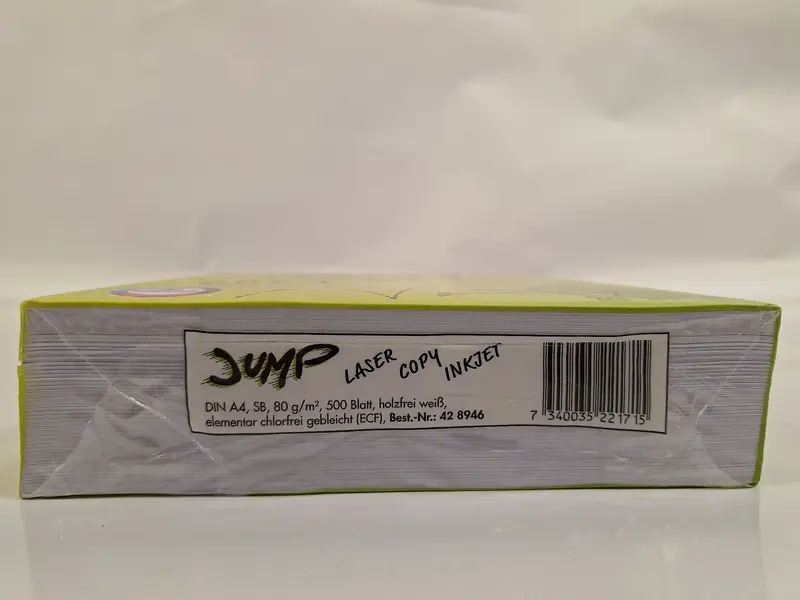 JUMP LASER COPY INKJET
DIN A4, SB, 80 g/m², 500 Blatt, holzfrei weiß,
elementar chlorfrei gebleicht (ECF), Best.-Nr.: 42 8946
7 340035 221715